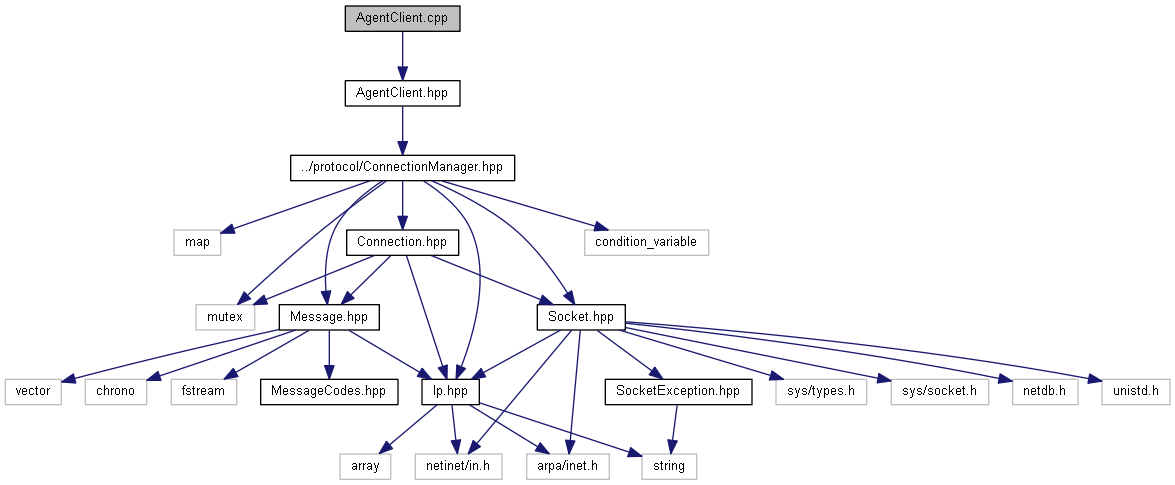 AgentClient.cpp
AgentClient.hpp
../protocol/ConnectionManager.hpp
map
Connection.hpp
condition_variable
mutex
Message.hpp
Socket.hpp
vector
chrono
fstream
MessageCodes.hpp
Ip.hpp
SocketException.hpp
sys/types.h
sys/socket.h
netdb.h
unistd.h
array
netinet/in.h
arpa/inet.h
string